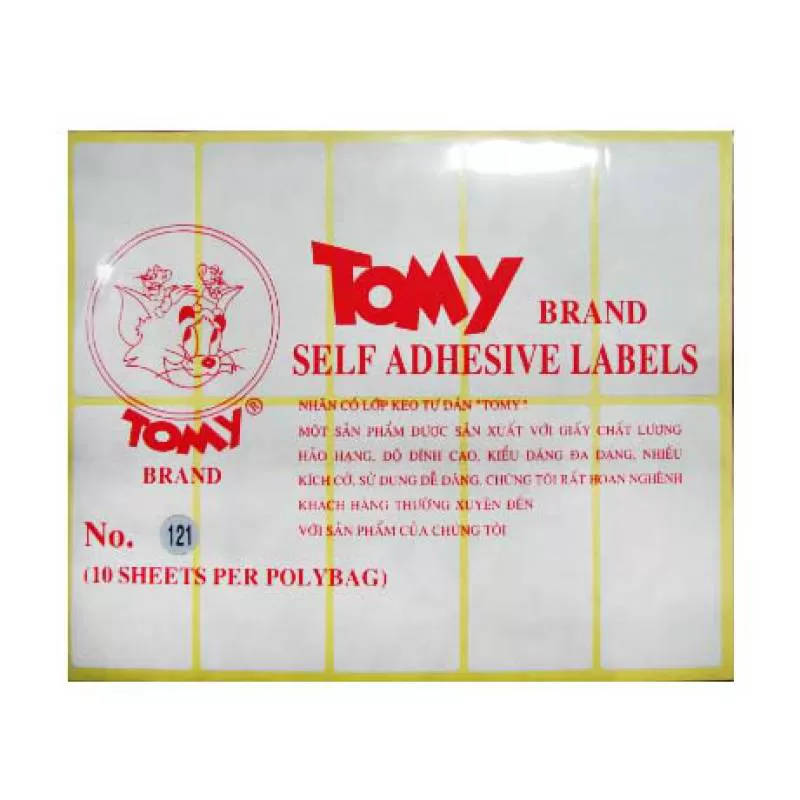 TOMY BRAND
SELF ADHESIVE LABELS
NHÃN CÓ LỚP KEO TỰ DÁN "TOMY"
MỘT SẢN PHẨM ĐƯỢC SẢN XUẤT VỚI GIẤY CHẤT LƯỢNG
HẢO HẠNG, ĐỘ DÍNH CAO, KIỂU DÁNG ĐA DẠNG, NHIỀU
KÍCH CỠ, SỬ DỤNG DỄ DÀNG, CHÚNG TÔI RẤT HOAN NGHÊNH
KHÁCH HÀNG THƯỜNG XUYÊN ĐẾN
VỚI SẢN PHẨM CỦA CHÚNG TÔI
TOMY®
BRAND
No. 121
(10 SHEETS PER POLYBAG)